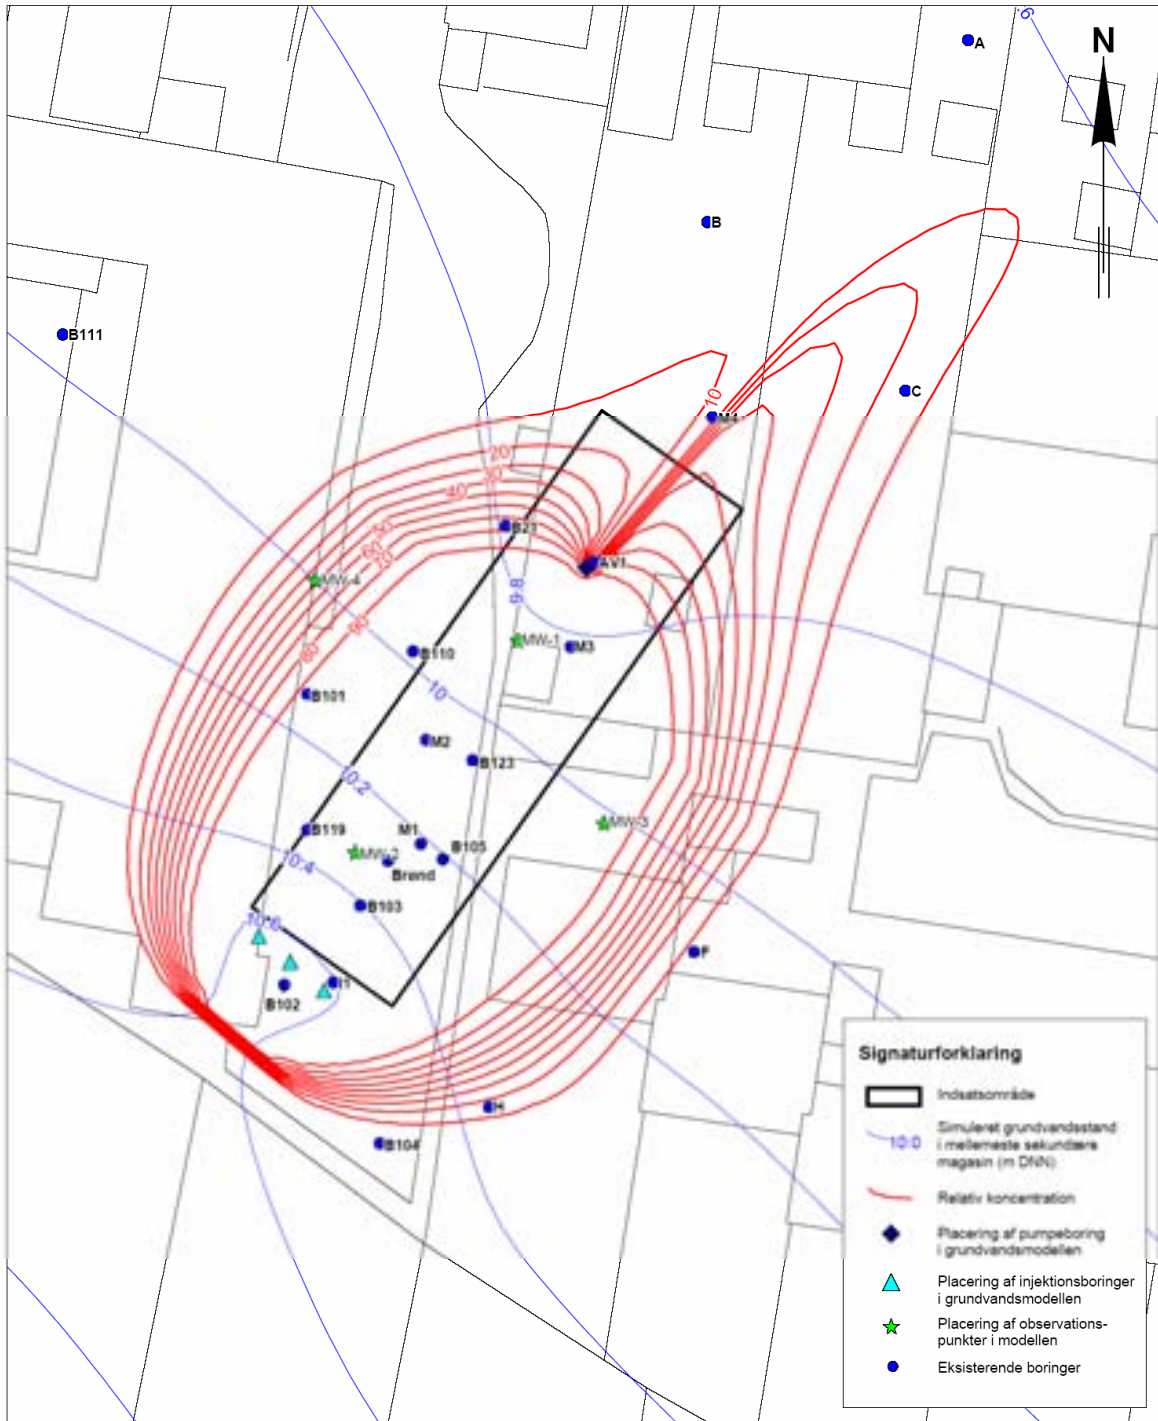 .6
A
N
B
B111
C
10
M4
20
30
40
B21
50
60
70
AV1
MW-4
9.8
90
80
MW-1
M3
B110
10
B101
M2
B123
10.2
MW-3
B119
M1
10.4
MW-2
B105
Brønd
B103
10.6
F
I1
B102
H
B104
Signaturforklaring
Indsatsområde
Simuleret grundvandsstand
10:0
i mellemeste sekundære
magasin (m DNN)
Relativ koncentration
Placering af pumpeboring
i grundvandsmodellen
Placering af injektionsboringer
i grundvandsmodellen
Placering af observations-
punkter i modellen
Eksisterende boringer